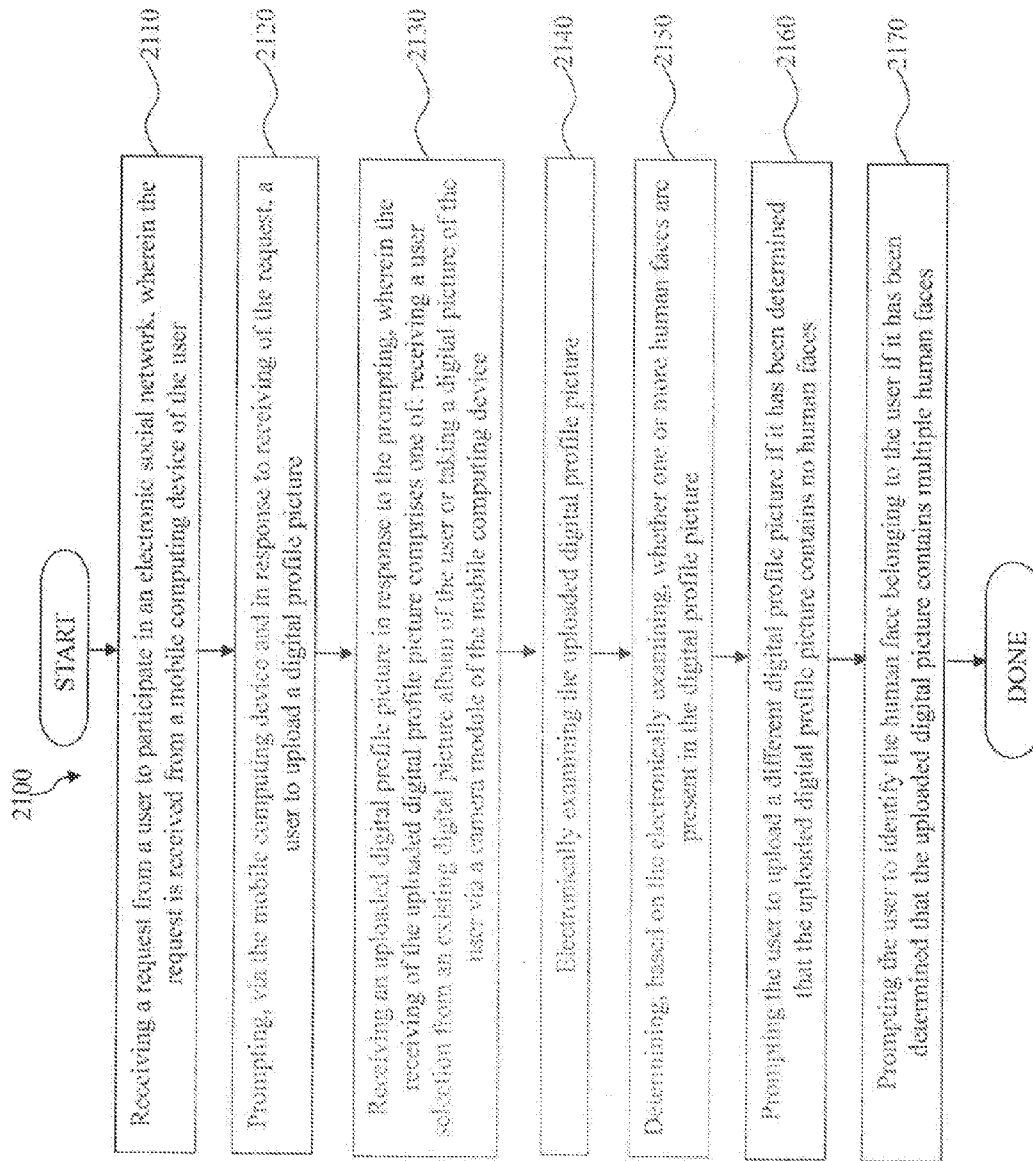 2100
START
Receiving a request from a user to participate in an electronic social network, wherein the
request is received from a mobile computing device of the user
2110
Prompting, via the mobile computing device and in response to receiving of the request, a
user to upload a digital profile picture
2120
Receiving an uploaded digital profile picture in response to the prompting, wherein the
receiving of the uploaded digital profile picture comprises one of: receiving a user
selection from an existing digital picture album of the user or taking a digital picture of the
user via a camera module of the mobile computing device
2130
Electronically examining the uploaded digital profile picture
2140
Determining, based on the electronically examining, whether one or more human faces are
present in the digital profile picture
2150
Prompting the user to upload a different digital profile picture if it has been determined
that the uploaded digital profile picture contains no human faces
2160
Prompting the user to identify the human face belonging to the user if it has been
determined that the uploaded digital picture contains multiple human faces
2170
DONE